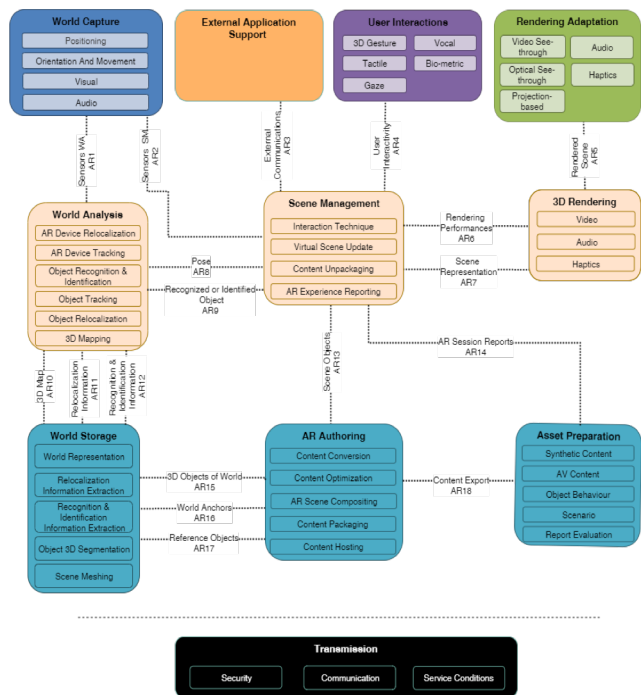 World Capture
Positioning
Orientation And Movement
Visual
Audio
External Application
Support
User Interactions
3D Gesture
Vocal
Tactile
Bio-metric
Gaze
Rendering Adaptation
Video See-
through
Audio
Optical See-
through
Haptics
Projection-
based
Sensors WA
AR1
Sensors SM
AR2
External
Communications
AR3
User
Interactivity
AR4
Rendered
Scene
AR5
World Analysis
AR Device Relocalization
AR Device Tracking
Object Recognition &
Identification
Object Tracking
Object Relocalization
3D Mapping
Scene Management
Interaction Technique
Virtual Scene Update
Content Unpackaging
AR Experience Reporting
3D Rendering
Video
Audio
Haptics
Rendering
Performances
AR6
Scene
Representation
AR7
Pose
AR8
Recognized or Identified
Object
AR9
3D Map
AR10
Relocalization
Information
AR11
Recognition &
Identification
Information
AR12
Scene Objects
AR13
AR Session Reports
AR14
World Storage
World Representation
Relocalization
Information Extraction
Recognition &
Identification
Information Extraction
Object 3D Segmentation
Scene Meshing
AR Authoring
Content Conversion
Content Optimization
AR Scene Compositing
Content Packaging
Content Hosting
Asset Preparation
Synthetic Content
AV Content
Object Behaviour
Scenario
Report Evaluation
3D Objects of World
AR15
World Anchors
AR16
Reference Objects
AR17
Content Export
AR18
Transmission
Security
Communication
Service Conditions